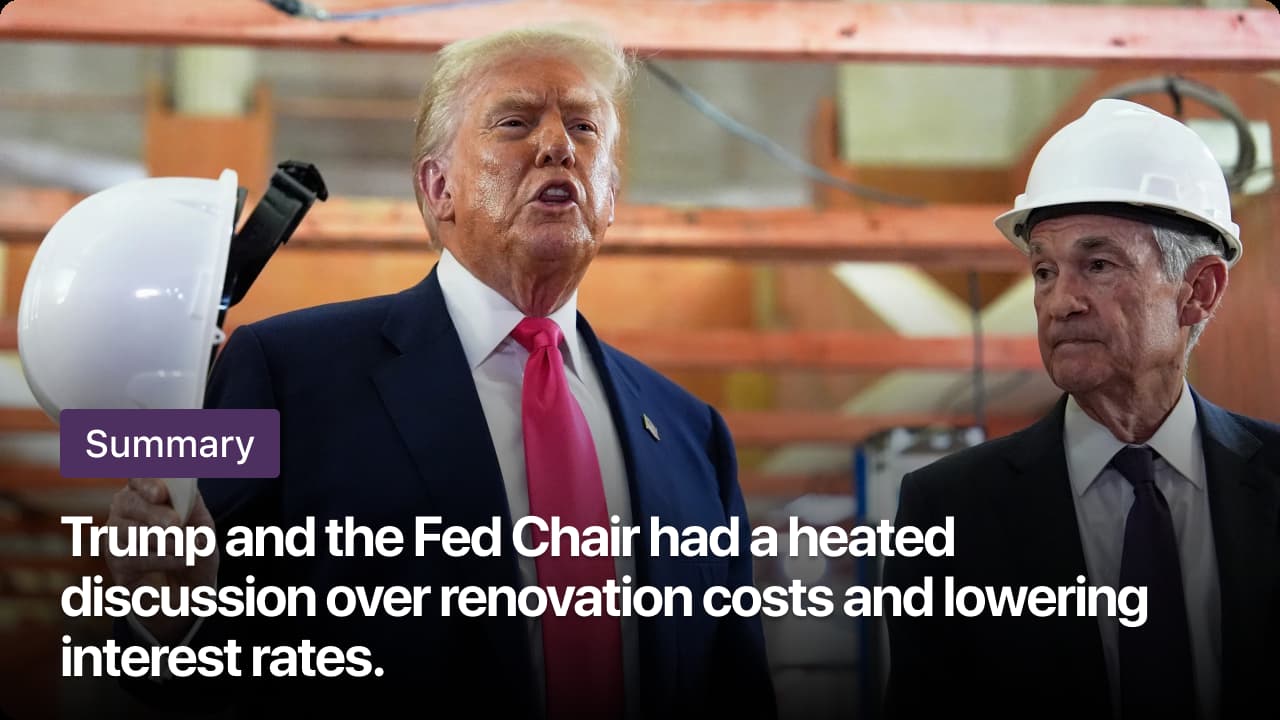 Summary
Trump and the Fed Chair had a heated
discussion over renovation costs and lowering
interest rates.